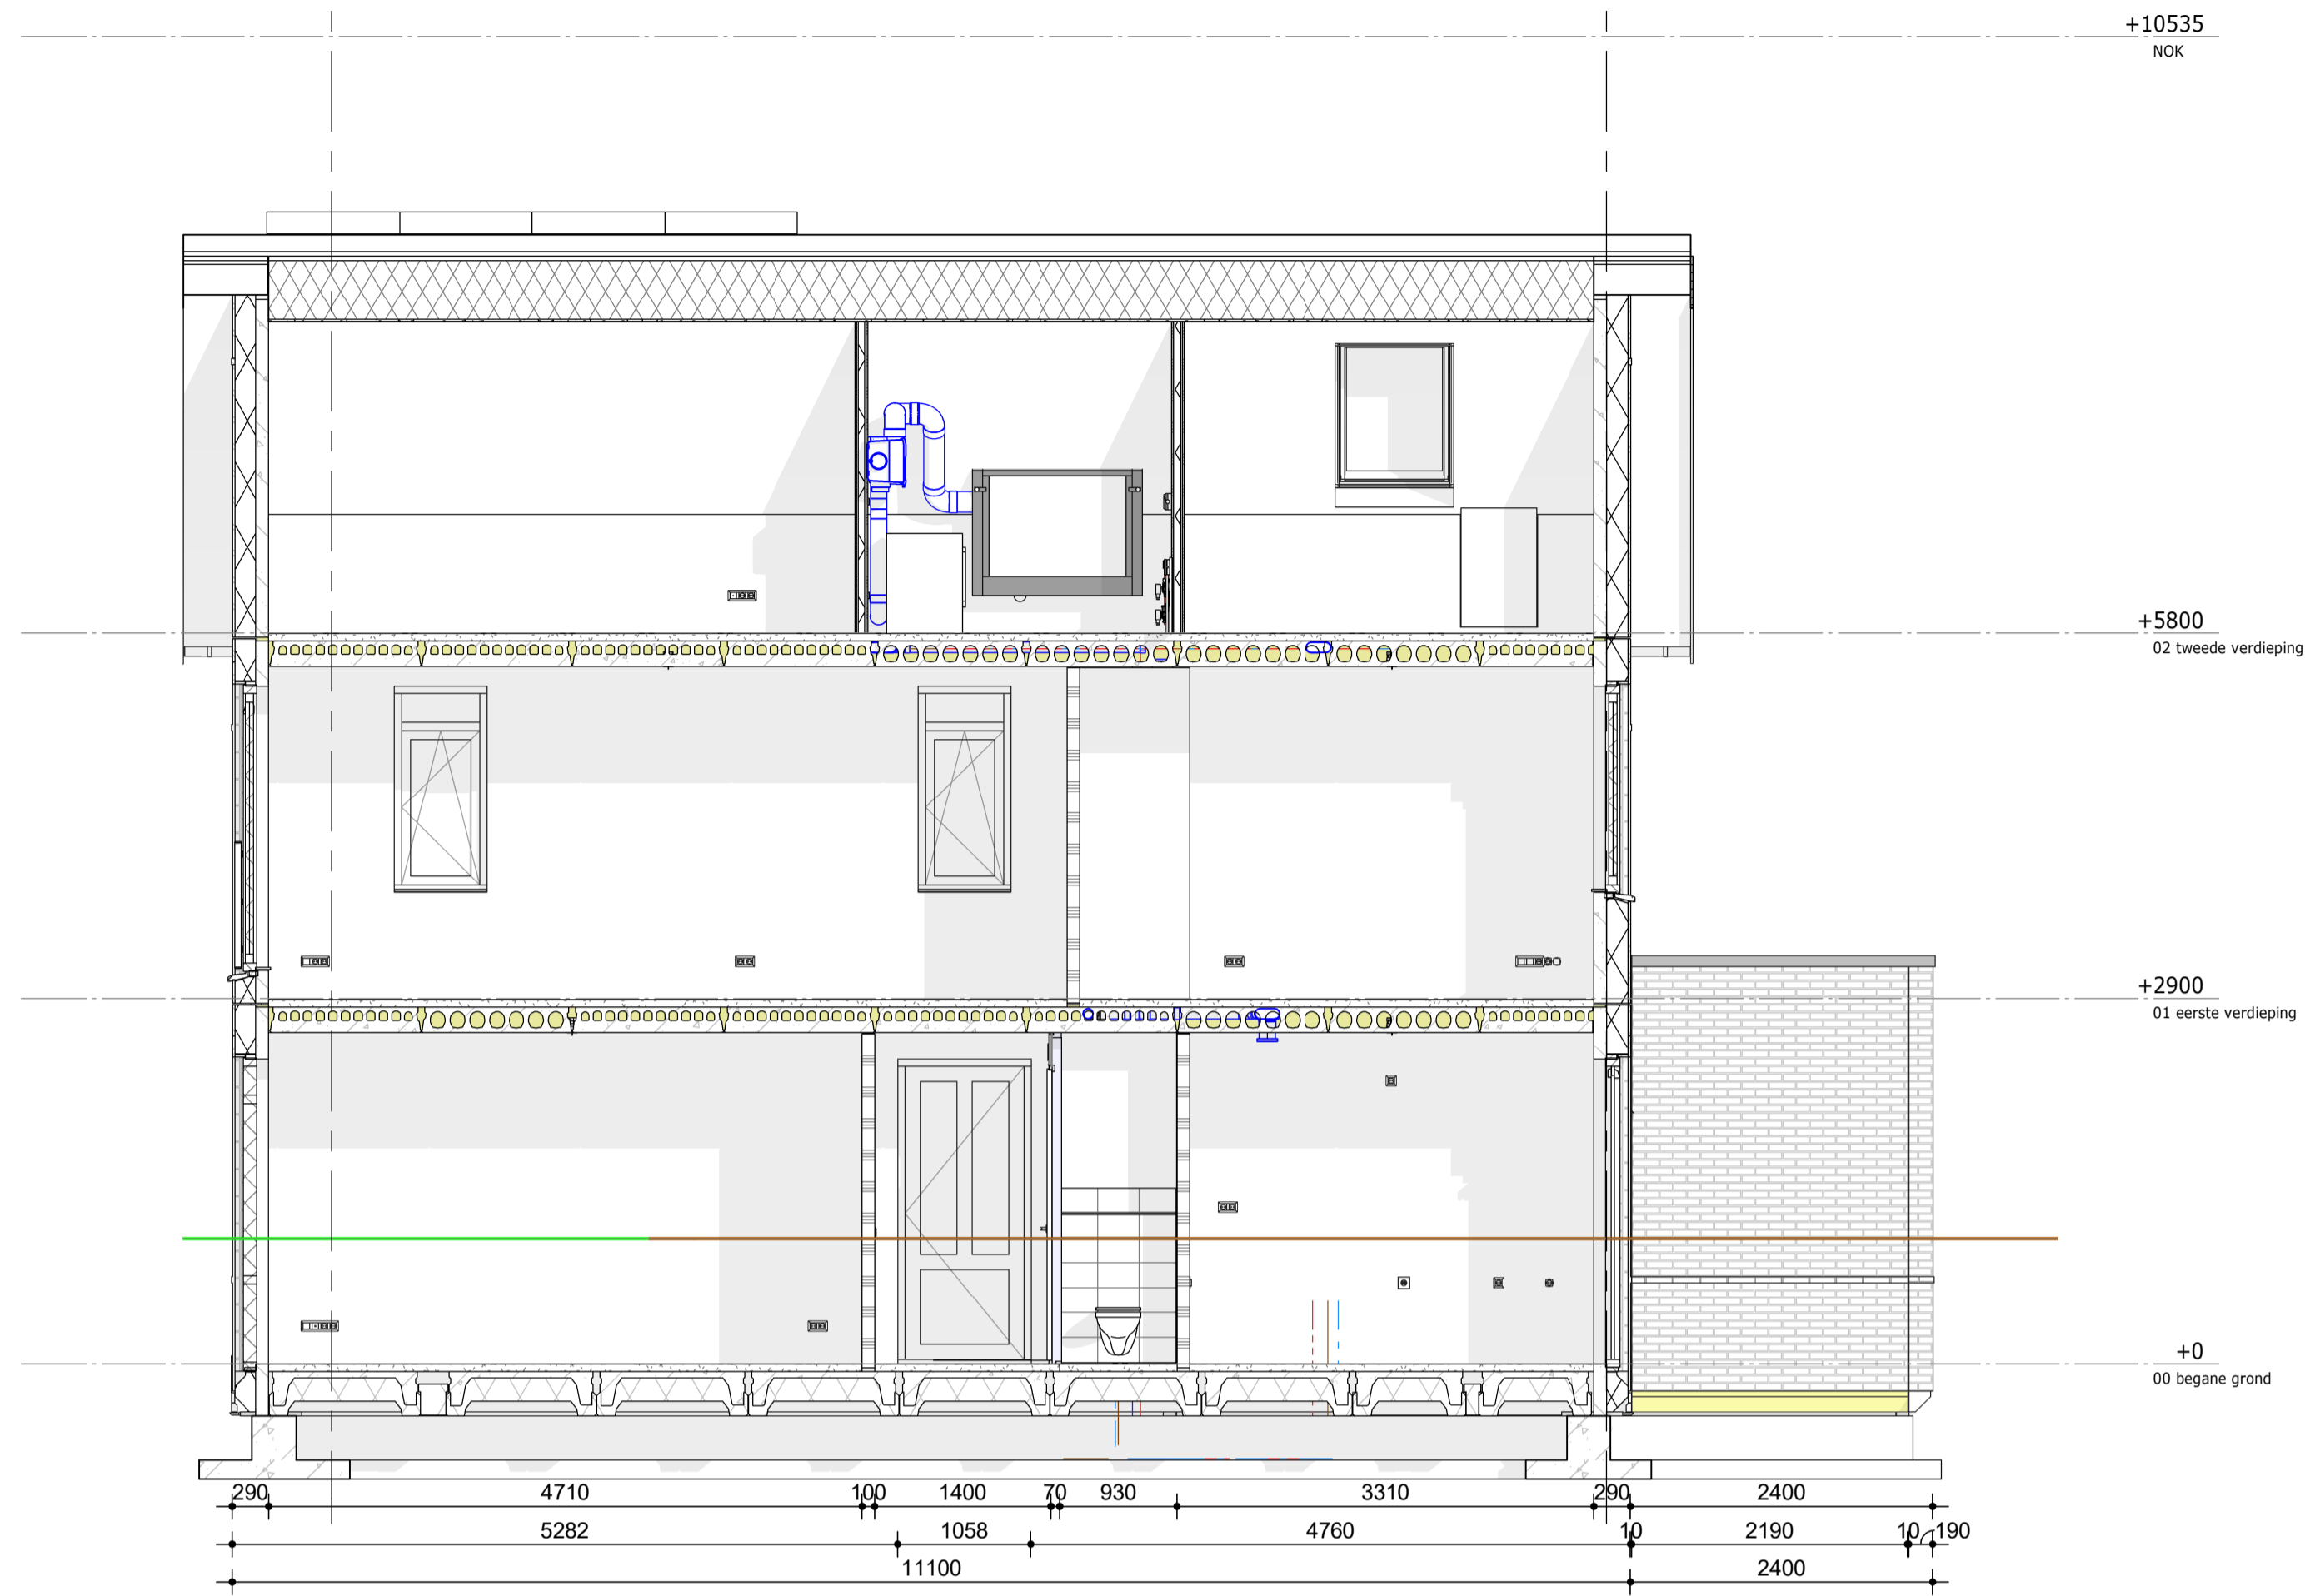 +10535
NOK
+5800
02 tweede verdieping
+2900
01 eerste verdieping
+0
00 begane grond
290 4710 100 1400 70 930 3310 290 2400
5282 1058 4760 10 2190 10 190
11100 2400